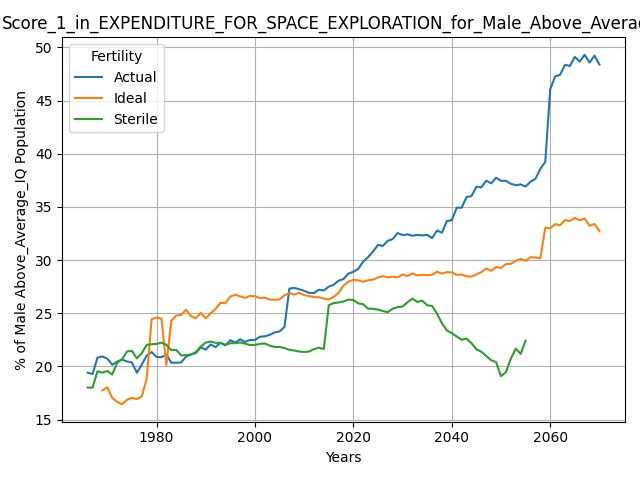 Score_1_in_EXPENDITURE_FOR_SPACE_EXPLORATION_for_Male_Above_Avera
Fertility
Actual
Ideal
Sterile
% of Male Above_Average_IQ Population
50
45
40
35
30
25
20
15
1980
2000
2020
2040
2060
Years